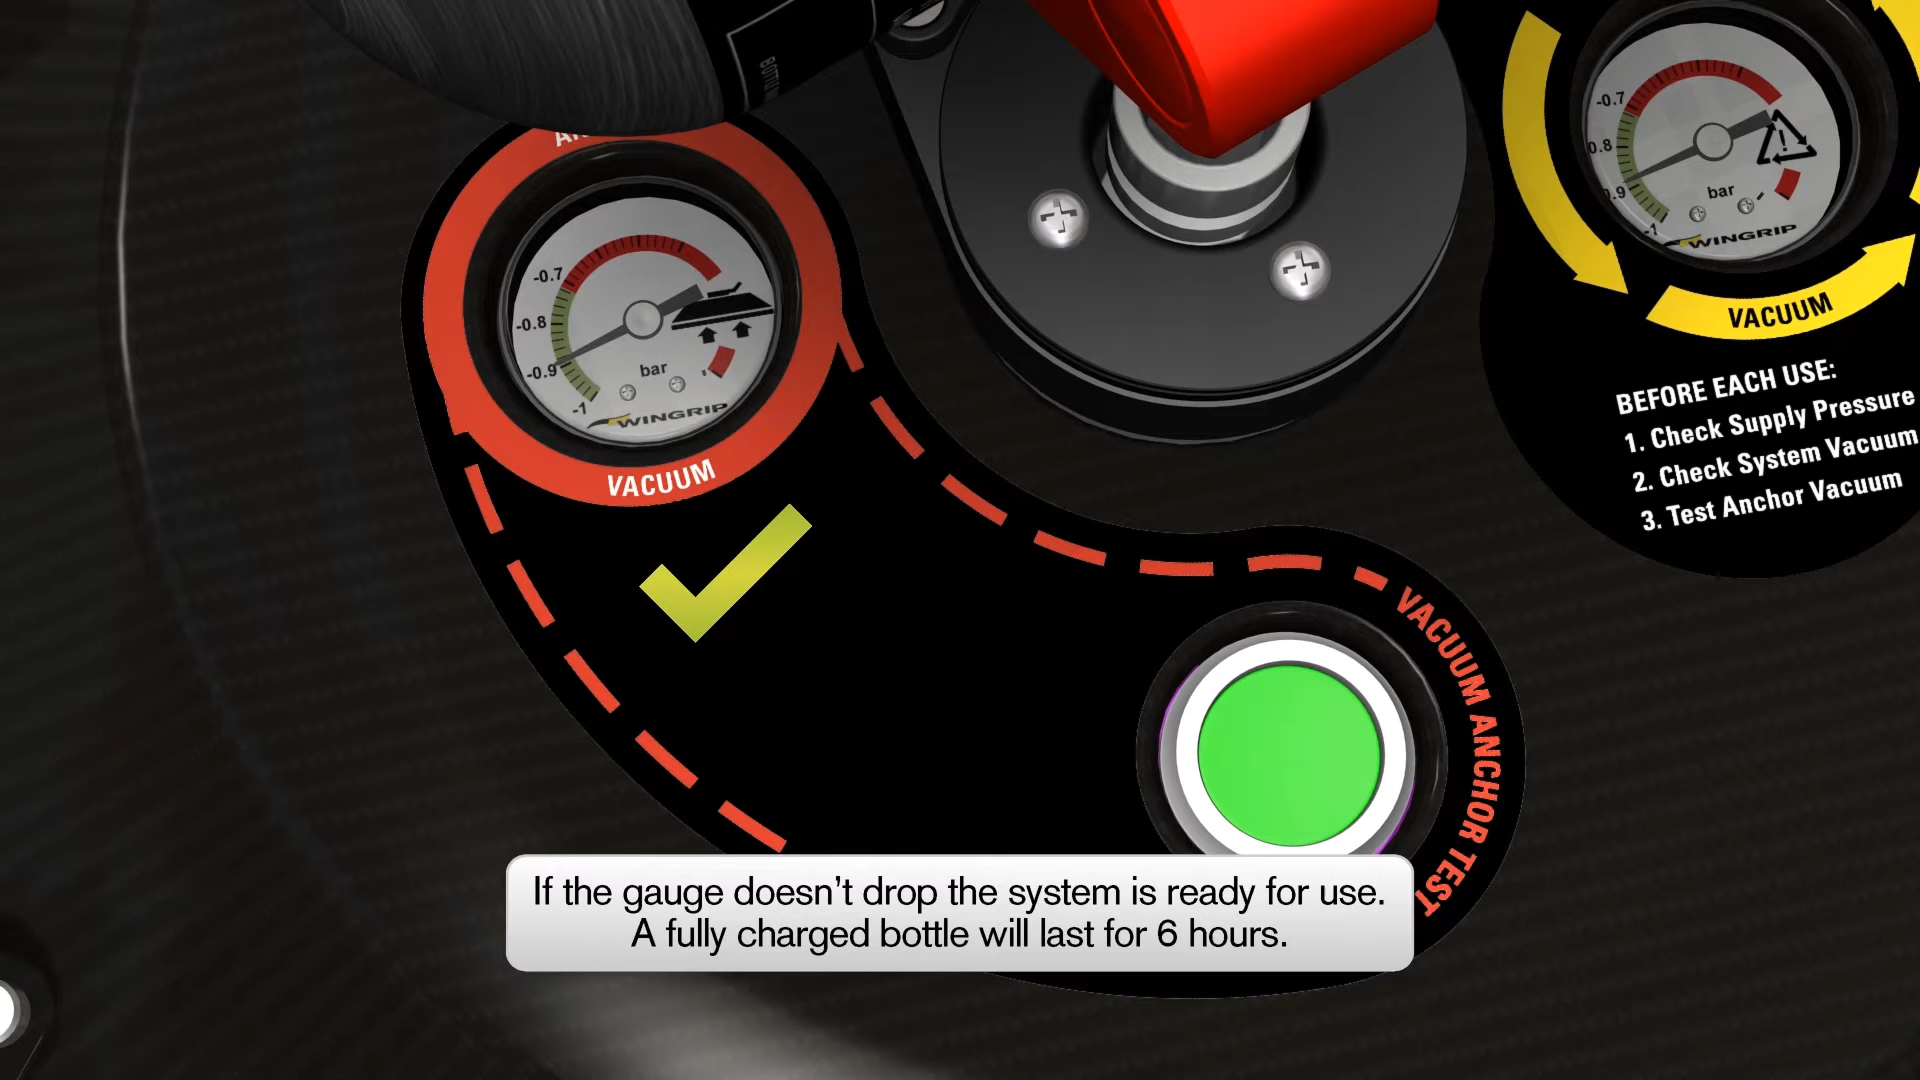 -0.7
-0.8
-0.9
-1
bar
WINGRIP
VACUUM
-0.7
0.8
.9
-1
bar
WINGRIP
VACUUM
BEFORE EACH USE:
1. Check Supply Pressure
2. Check System Vacuum
3. Test Anchor Vacuum
VACUUM ANCHOR TEST
If the gauge doesn't drop the system is ready for use.
A fully charged bottle will last for 6 hours.